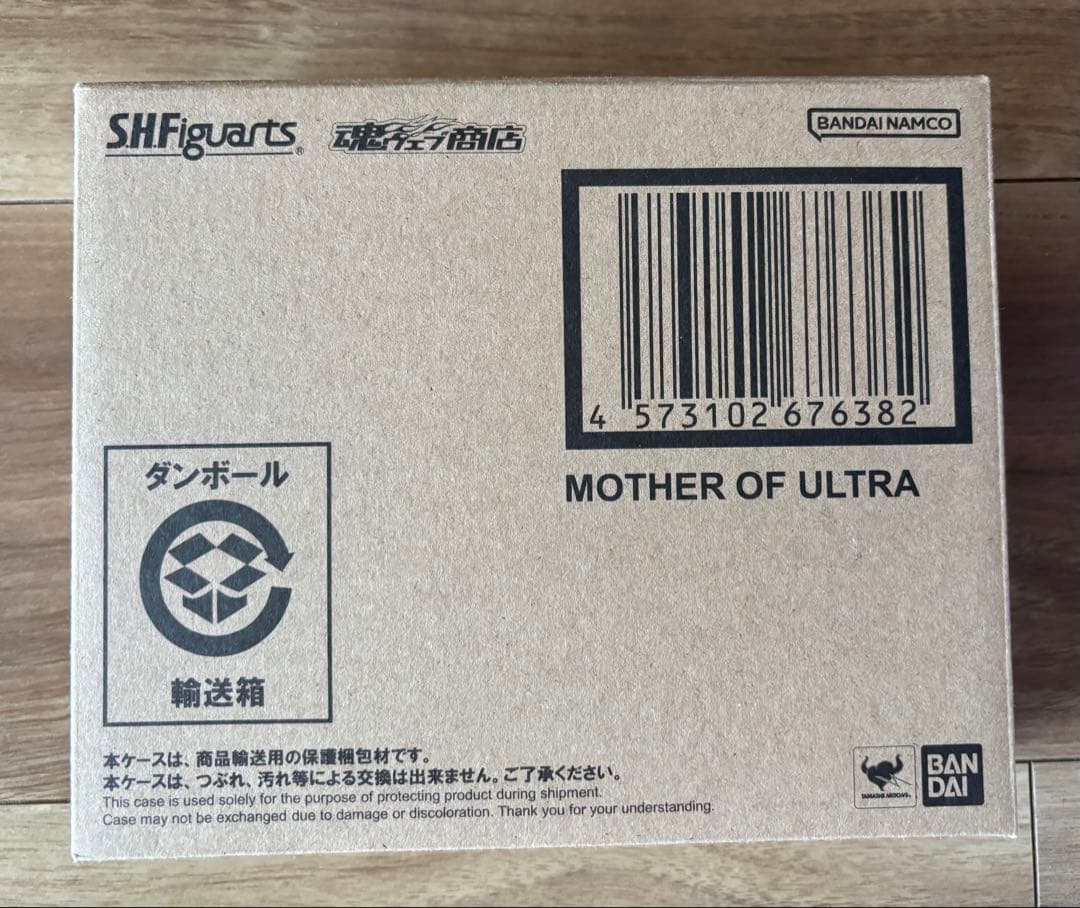 S.H.Figuarts® 魂ウェブ商店
BANDAI NAMCO
4 573102 676382
MOTHER OF ULTRA
ダンボール
輸送箱
本ケースは、商品輸送用の保護梱包材です。
本ケースは、つぶれ、汚れ等による交換は出来ません。ご了承ください。
This case is used solely for the purpose of protecting product during shipment.
Case may not be exchanged due to damage or discoloration. Thank you for your understanding.
TAMASHII NATIONS
BAN
DAI